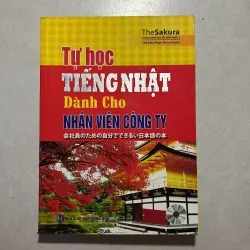 TheSakura
Tự học
TIẾNG NHẬT
Dành Cho
NHÂN VIÊN CÔNG TY
会社員のための自分でできるい日本語の本